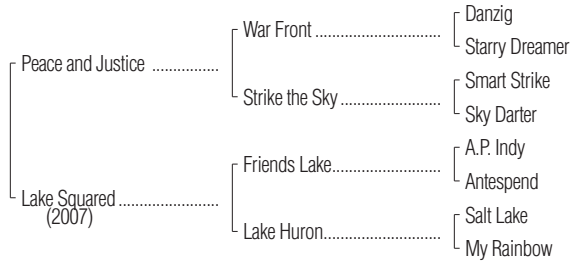 Danzig
War Front
Starry Dreamer
Peace and Justice
Smart Strike
Strike the Sky
Sky Darter
A.P. Indy
Friends Lake
Antespend
Lake Squared
(2007)
Salt Lake
Lake Huron
My Rainbow